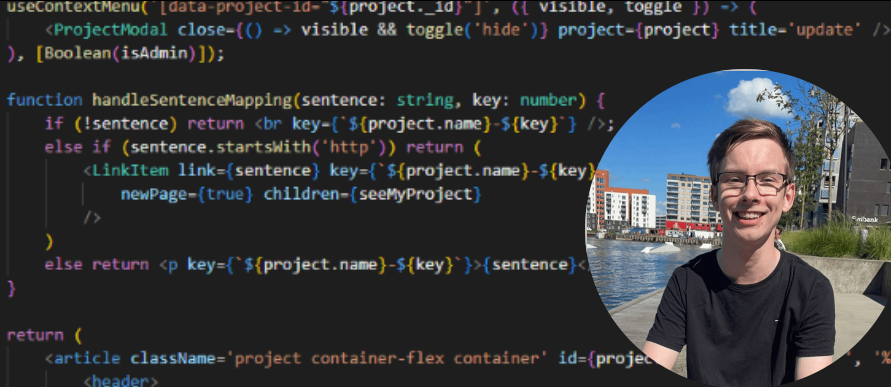 useContextMenu(`[data-project-id="${project._id}"]`, ({ visible, toggle }) => (
<ProjectModal close={() => visible && toggle('hide')} project={project} title='update' />
), [Boolean(isAdmin)]);
function handleSentenceMapping(sentence: string, key: number) {
if (!sentence) return <br key={`${project.name}-${key}`} />;
else if (sentence.startsWith('http')) return (
<LinkItem link={sentence} key={`${project.name}-${key}
newPage={true} children={seeMyProject}
/>
)
else return <p key={`${project.name}-${key}`}>{sentence}<
}
return (
<article className='project container-flex container' id={projec ', '%
<header>